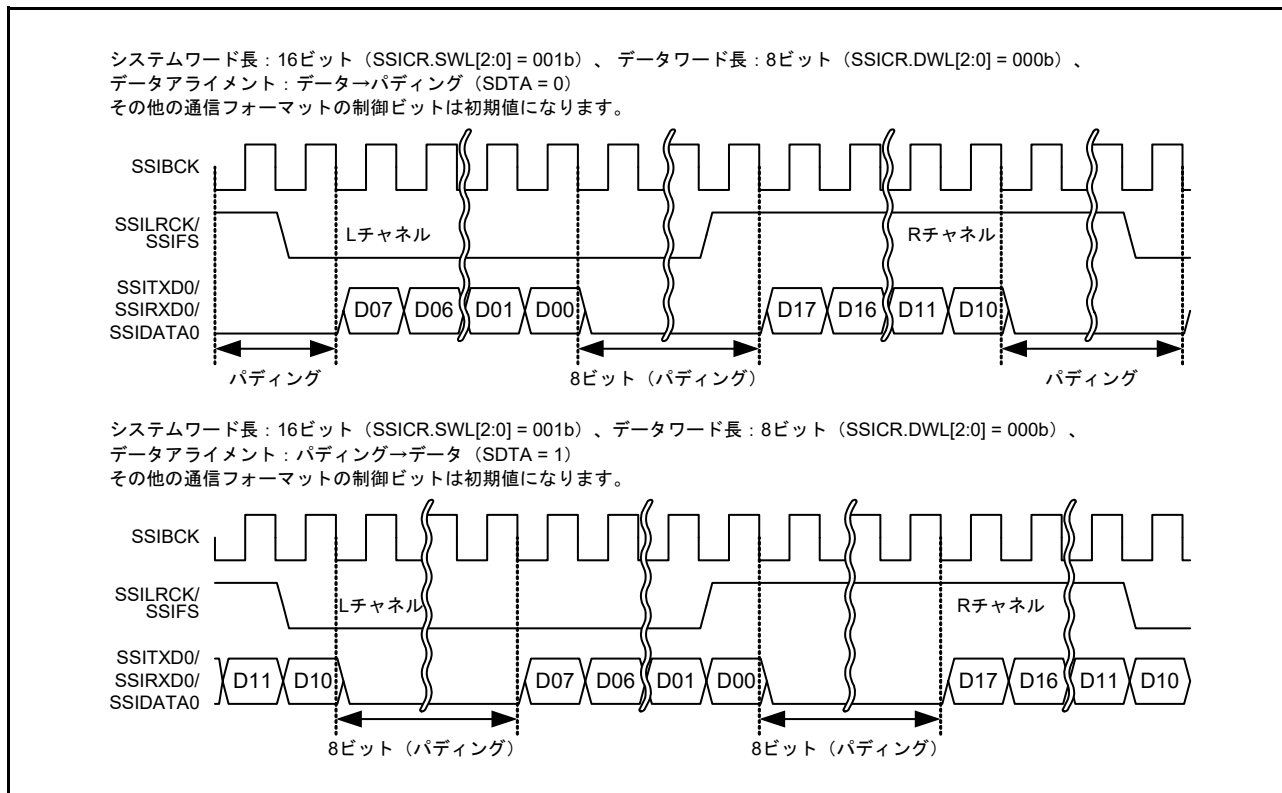 システムワード長：16ビット（SSICR.SWL[2:0] = 001b）、 データワード長：8ビット（SSICR.DWL[2:0] = 000b）、
データアライメント：データ→パディング（SDTA = 0）
その他の通信フォーマットの制御ビットは初期値になります。
SSIBCK
SSILRCK/
SSIFS
Lチャネル
Rチャネル
SSITXD0/
SSIRXD0/
SSIDATA0
D07 D06 D01 D00 D17 D16 D11 D10
パディング
8ビット（パディング）
パディング
システムワード長：16ビット（SSICR.SWL[2:0] = 001b）、データワード長：8ビット（SSICR.DWL[2:0] = 000b）、
データアライメント：パディング→データ（SDTA = 1）
その他の通信フォーマットの制御ビットは初期値になります。
SSIBCK
SSILRCK/
SSIFS
Lチャネル
Rチャネル
SSITXD0/
SSIRXD0/
SSIDATA0
D11 D10 D07 D06 D01 D00 D17 D16 D11 D10
8ビット（パディング）
8ビット（パディング）